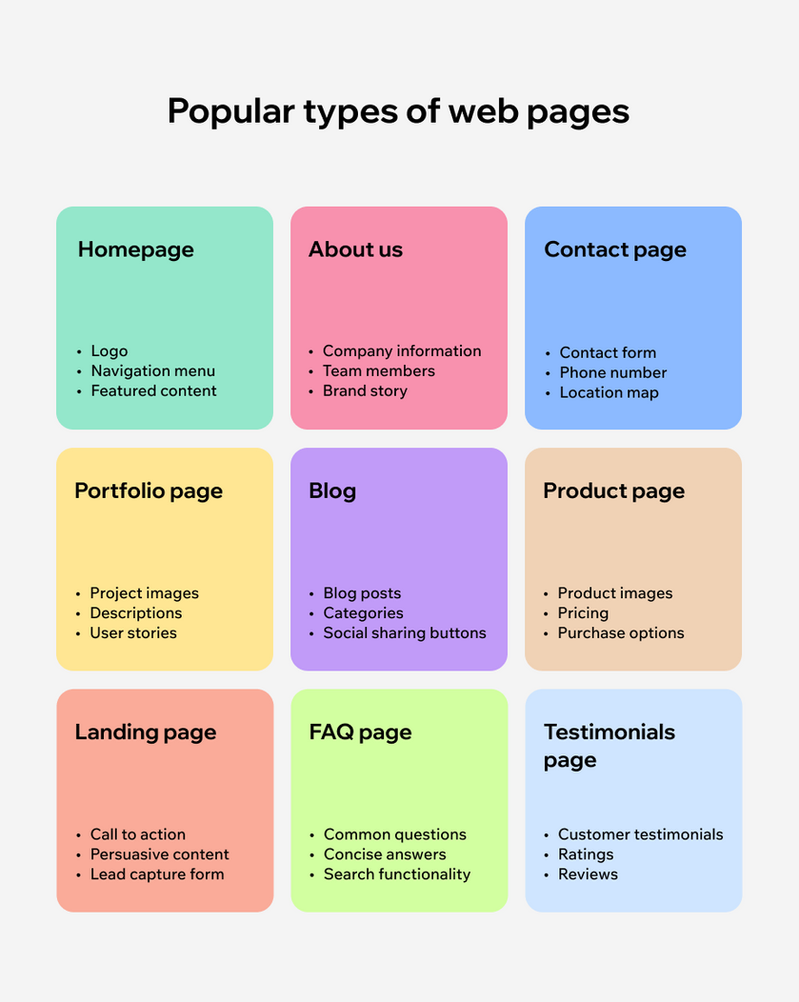 Popular types of web pages
Homepage
• Logo
• Navigation menu
• Featured content
About us
• Company information
• Team members
• Brand story
Contact page
• Contact form
• Phone number
• Location map
Portfolio page
• Project images
• Descriptions
• User stories
Blog
• Blog posts
• Categories
• Social sharing buttons
Product page
• Product images
• Pricing
• Purchase options
Landing page
• Call to action
• Persuasive content
• Lead capture form
FAQ page
• Common questions
• Concise answers
• Search functionality
Testimonials
page
• Customer testimonials
• Ratings
• Reviews